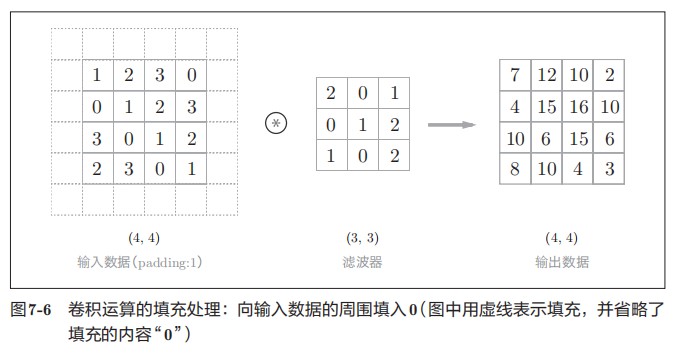 1 2 3 0
0 1 2 3
3 0 1 2
2 3 0 1
(4, 4)
输入数据(padding:1)
*
2 0 1
0 1 2
1 0 2
(3, 3)
滤波器
7 12 10 2
4 15 16 10
10 6 15 6
8 10 4 3
(4, 4)
输出数据
图7-6 卷积运算的填充处理：向输入数据的周围填入0（图中用虚线表示填充，并省略了
填充的内容“0”）